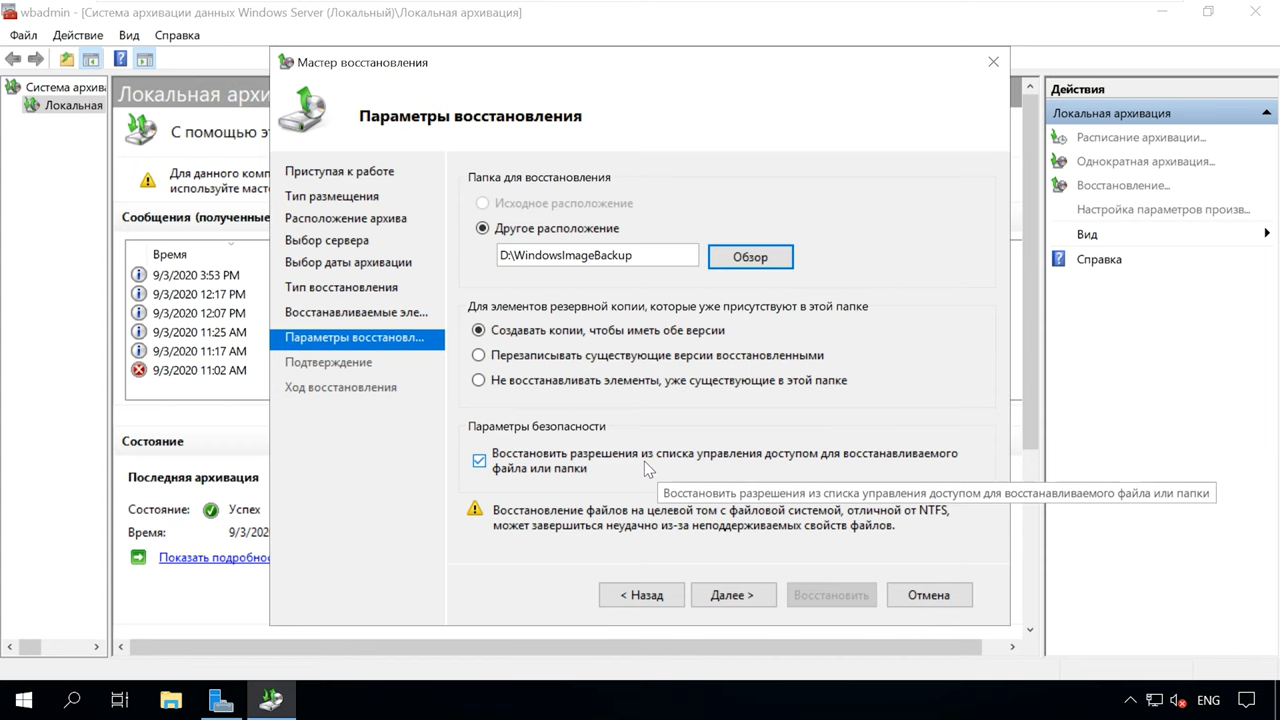 wbadmin - [Система архивации данных Windows Server (Локальный)\Локальная архивация]
Файл Действие Вид Справка
Система архива
Локальная
Локальная архи
С помощью э
Для данного комп
используйте масте
Сообщения (полученные
Время
9/3/2020 3:53 PM
9/3/2020 12:17 PM
9/3/2020 12:07 PM
9/3/2020 11:25 AM
9/3/2020 11:17 AM
9/3/2020 11:02 AM
Состояние
Последняя архивация
Состояние: Успех
Время: 9/3/202
Показать подробнос
Мастер восстановления
Параметры восстановления
Приступая к работе
Тип размещения
Расположение архива
Выбор сервера
Выбор даты архивации
Тип восстановления
Восстанавливаемые эле...
Параметры восстановл...
Подтверждение
Ход восстановления
Папка для восстановления
Исходное расположение
Другое расположение
D:\WindowsImageBackup
Обзор
Для элементов резервной копии, которые уже присутствуют в этой папке
Создавать копии, чтобы иметь обе версии
Перезаписывать существующие версии восстановленными
Не восстанавливать элементы, уже существующие в этой папке
Параметры безопасности
Восстановить разрешения из списка управления доступом для восстанавливаемого
файла или папки
Восстановить разрешения из списка управления доступом для восстанавливаемого файла или папки
Восстановление файлов на целевой том с файловой системой, отличной от NTFS,
может завершиться неудачно из-за неподдерживаемых свойств файлов.
< Назад
Далее >
Восстановить
Отмена
Действия
Локальная архивация
Расписание архивации...
Однократная архивация...
Восстановление...
Настройка параметров произв...
Вид
Справка
ENG